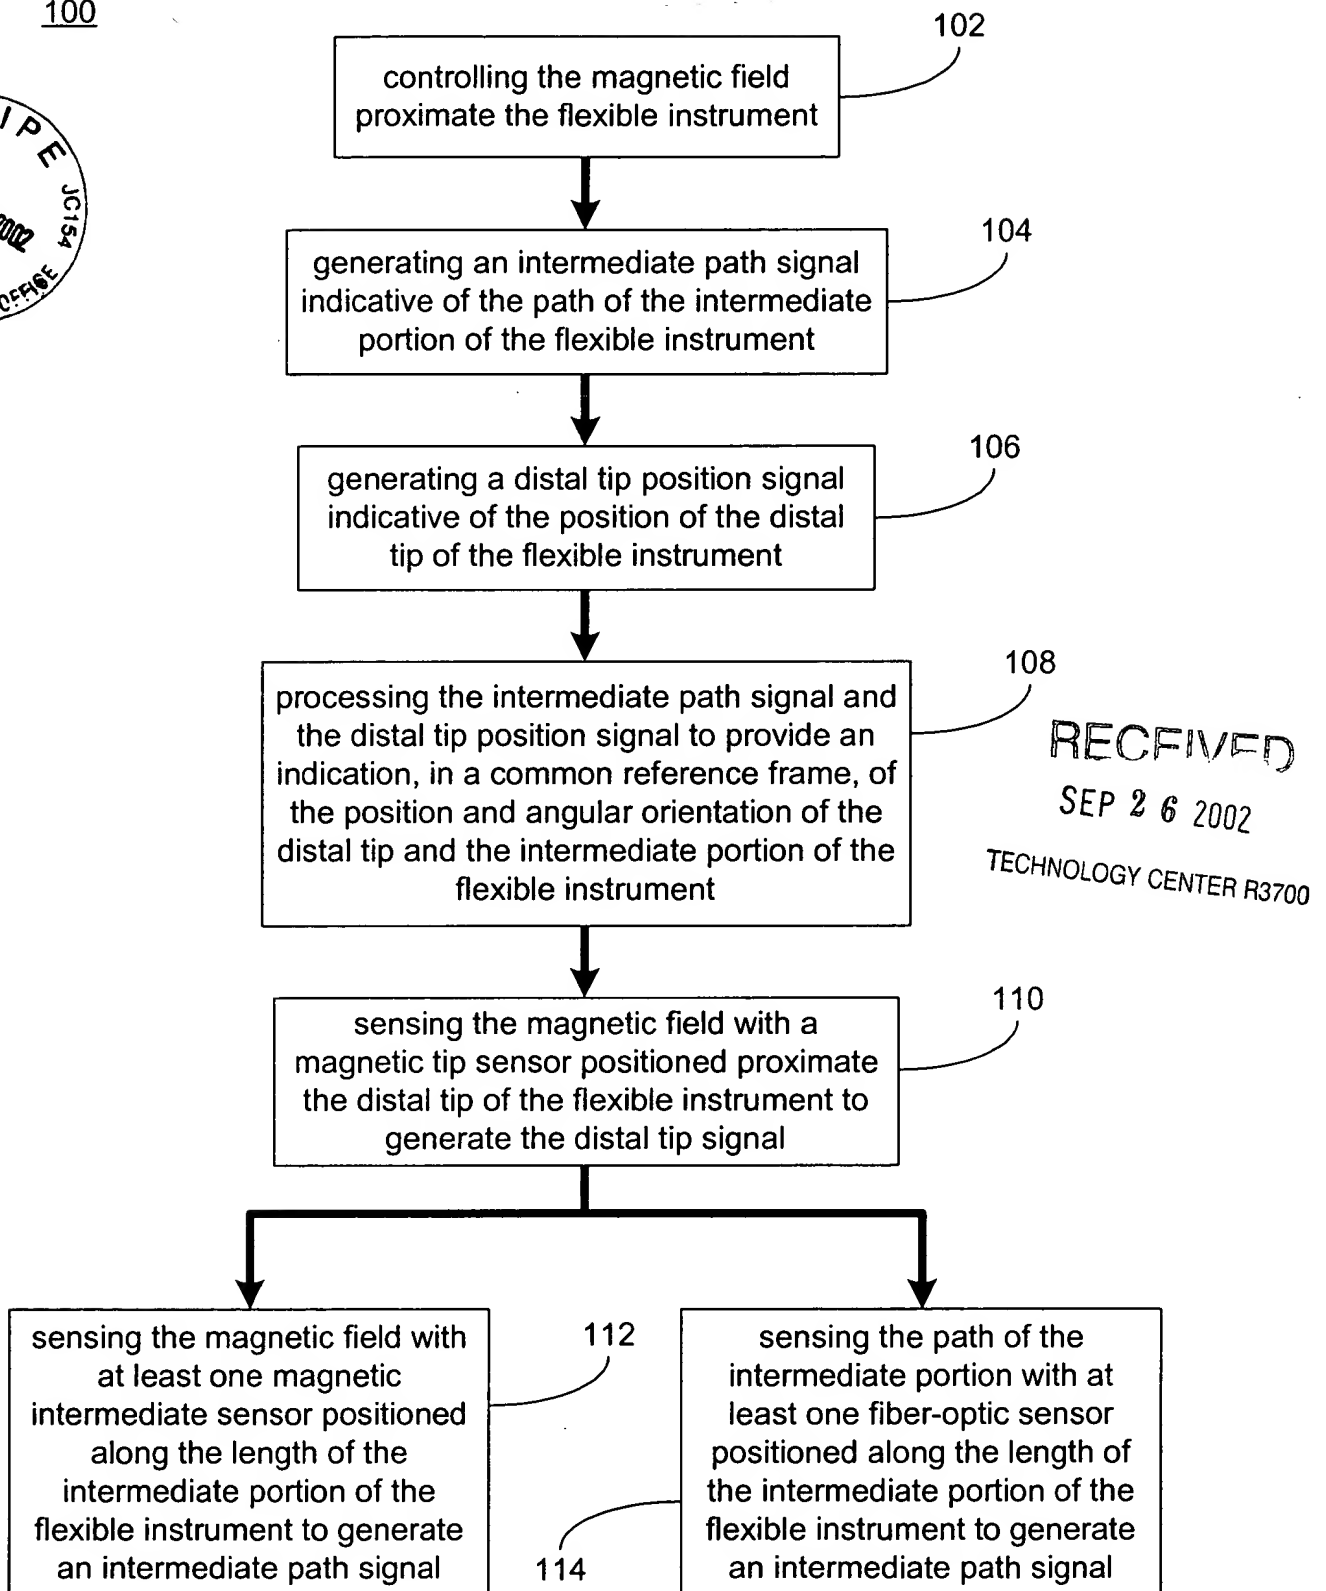 100
102
controlling the magnetic field
proximate the flexible instrument
IPE
JC154
2002
OFFICE
104
generating an intermediate path signal
indicative of the path of the intermediate
portion of the flexible instrument
106
generating a distal tip position signal
indicative of the position of the distal
tip of the flexible instrument
108
processing the intermediate path signal and
the distal tip position signal to provide an
indication, in a common reference frame, of
the position and angular orientation of the
distal tip and the intermediate portion of the
flexible instrument
RECEIVED
SEP 26 2002
TECHNOLOGY CENTER R3700
110
sensing the magnetic field with a
magnetic tip sensor positioned proximate
the distal tip of the flexible instrument to
generate the distal tip signal
112
sensing the magnetic field with
at least one magnetic
intermediate sensor positioned
along the length of the
intermediate portion of the
flexible instrument to generate
an intermediate path signal
114
sensing the path of the
intermediate portion with at
least one fiber-optic sensor
positioned along the length of
the intermediate portion of the
flexible instrument to generate
an intermediate path signal